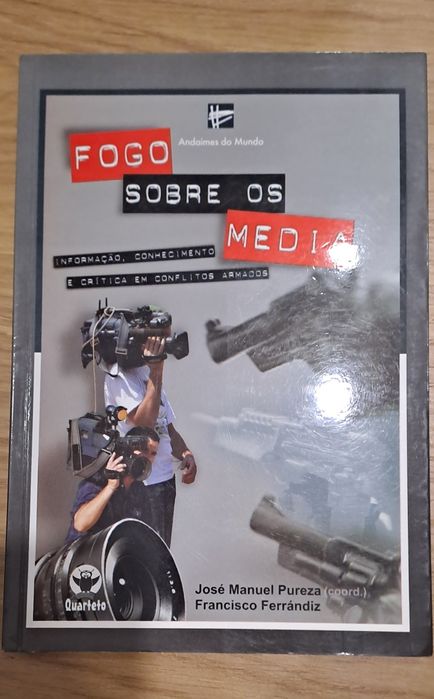 Andaimes do Mundo
FOGO
SOBRE OS
MEDIA
INFORMAÇÃO, CONHECIMENTO
E CRÍTICA EM CONFLITOS ARMADOS
José Manuel Pureza (coord.)
Francisco Ferrándiz
Quarteto